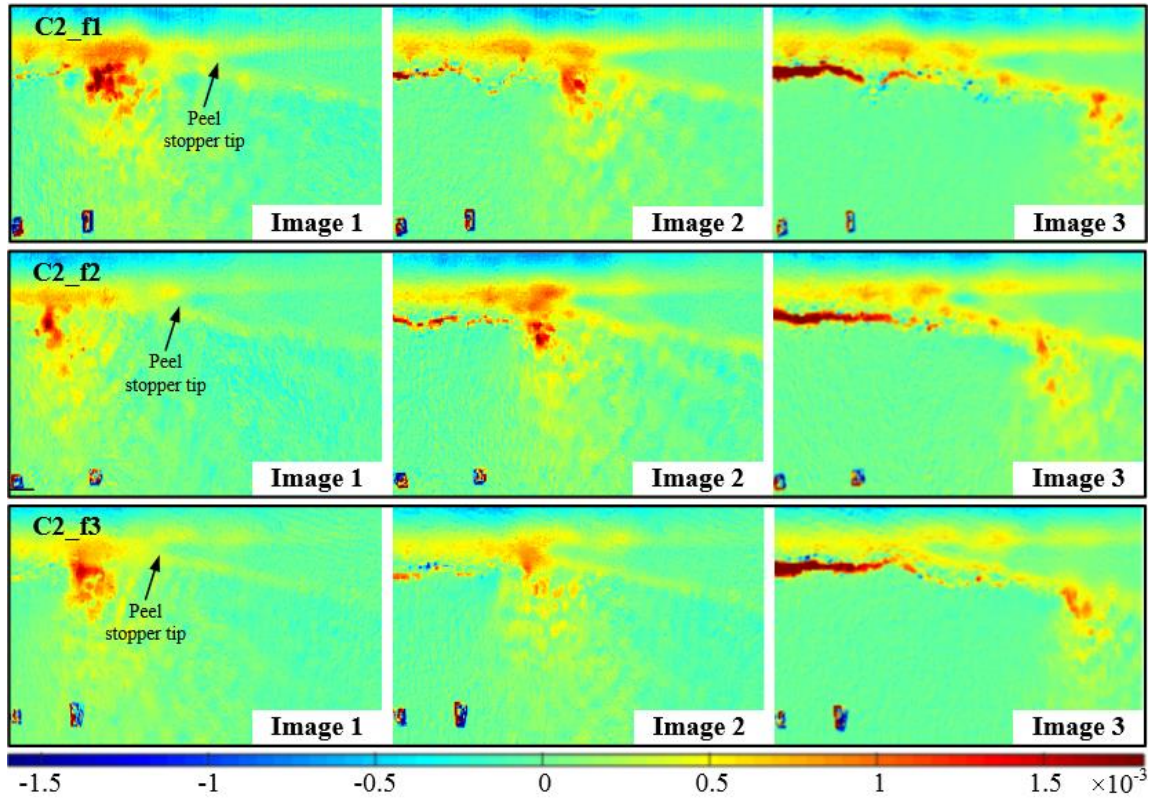 C2_f1
Peel
stopper tip
Image 1
Image 2
Image 3
C2_f2
Peel
stopper tip
Image 1
Image 2
Image 3
C2_f3
Peel
stopper tip
Image 1
Image 2
Image 3
-1.5 -1 -0.5 0 0.5 1 1.5 ×10⁻³